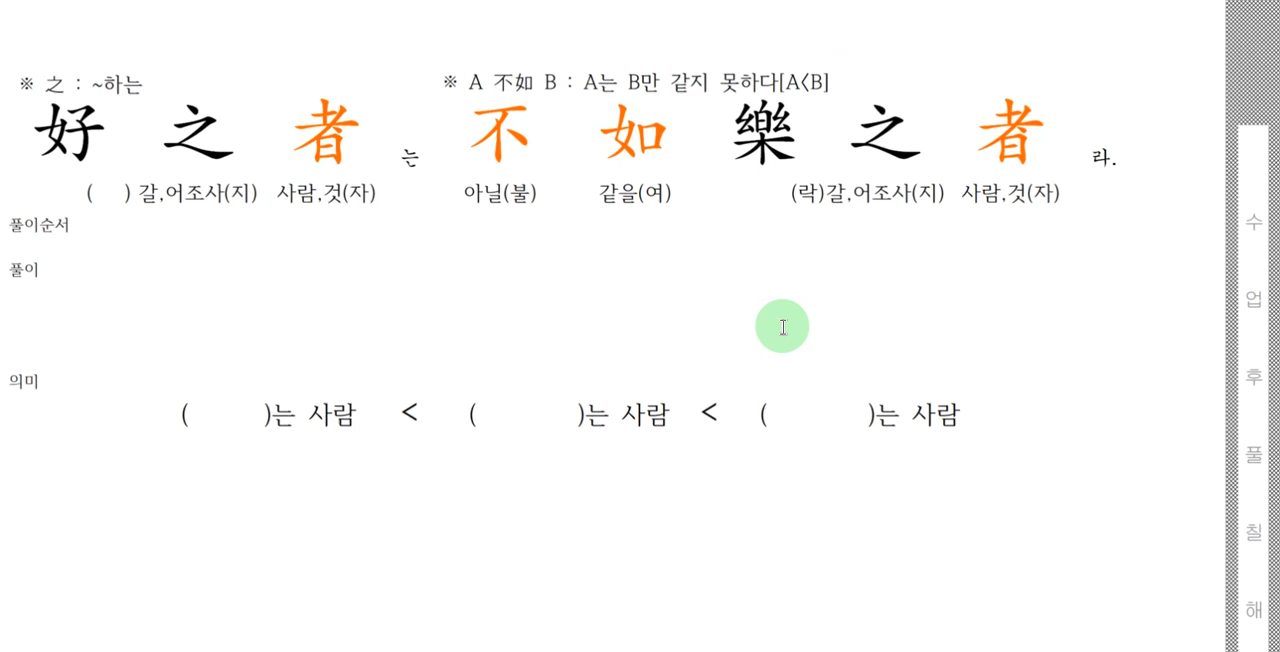 ※ 之 : ~하는
※ A 不如 B : A는 B만 같지 못하다[A<B]
好 之 者 는 不 如 樂 之 者 라.
( ) 갈,어조사(지) 사람,것(자) 아닐(불) 같을(여) (락)갈,어조사(지) 사람,것(자)
풀이순서
풀이
의미
( )는 사람 < ( )는 사람 < ( )는 사람
수
업
후
풀
칠
해